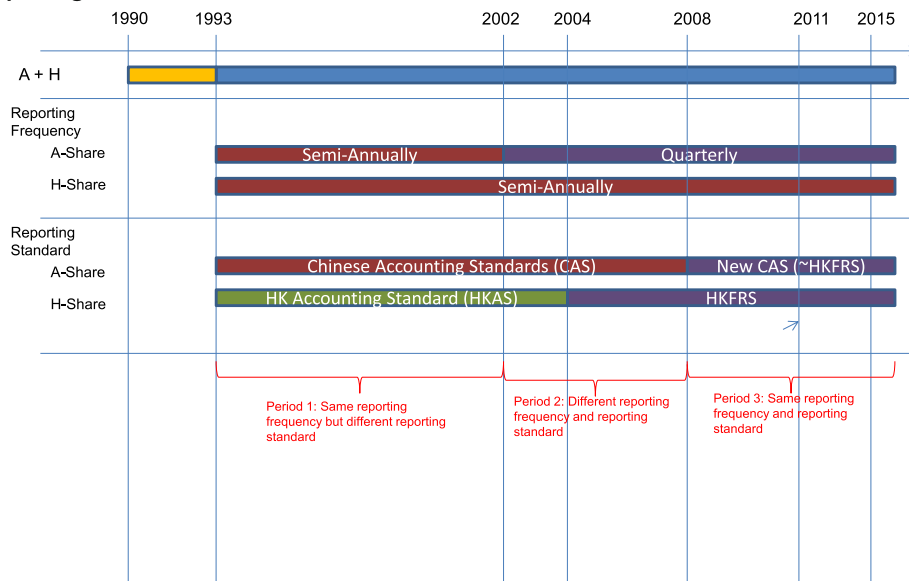 1990 1993 2002 2004 2008 2011 2015
A + H
Reporting
Frequency
A-Share Semi-Annually Quarterly
H-Share Semi-Annually
Reporting
Standard
A-Share Chinese Accounting Standards (CAS) New CAS (~HKFRS)
H-Share HK Accounting Standard (HKAS) HKFRS
Period 1: Same reporting
frequency but different reporting
standard
Period 2: Different reporting
frequency and reporting
standard
Period 3: Same reporting
frequency and reporting
standard